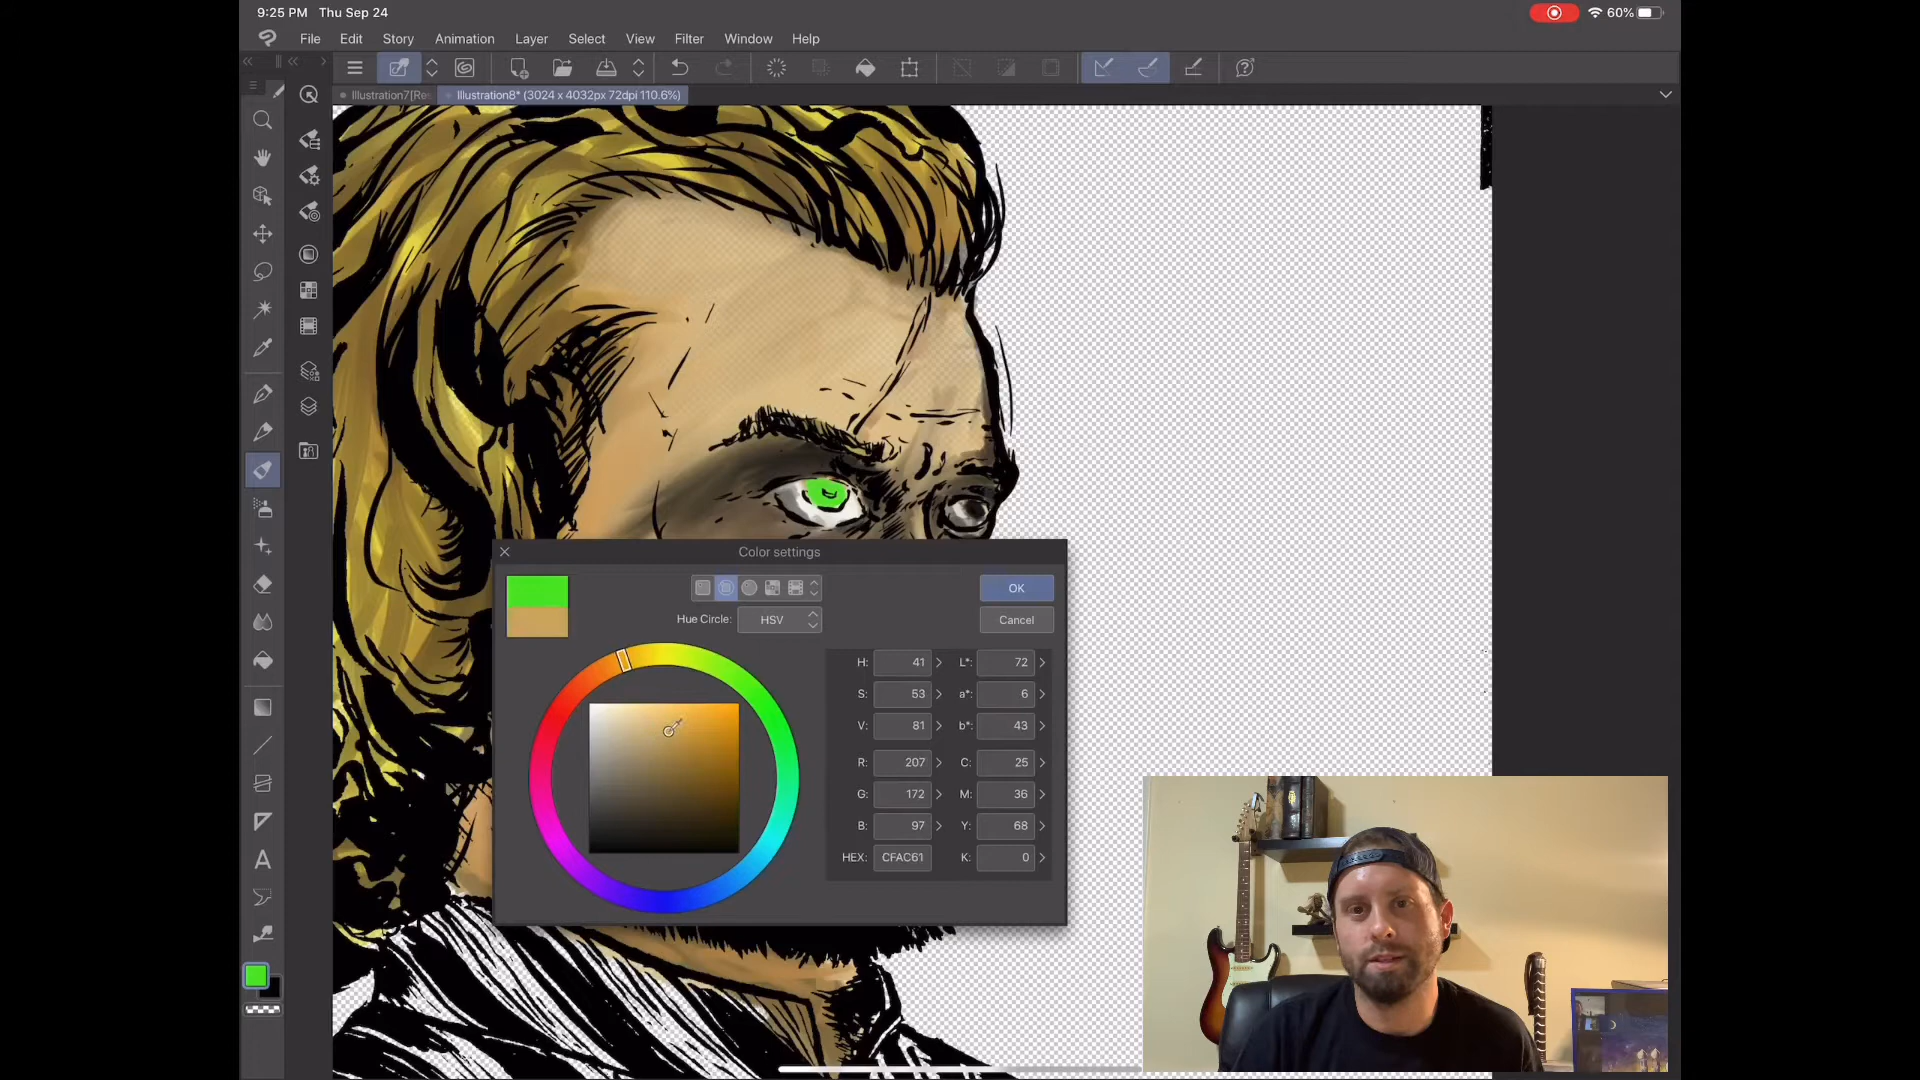 9:25 PM Thu Sep 24 60%
File Edit Story Animation Layer Select View Filter Window Help
Illustration7[Res Illustration8* (3024 x 4032px 72dpi 110.6%)
Color settings
OK
Hue Circle: HSV Cancel
H: 41 L*: 72
S: 53 a*: 6
V: 81 b*: 43
R: 207 C: 25
G: 172 M: 36
B: 97 Y: 68
HEX: CFAC61 K: 0